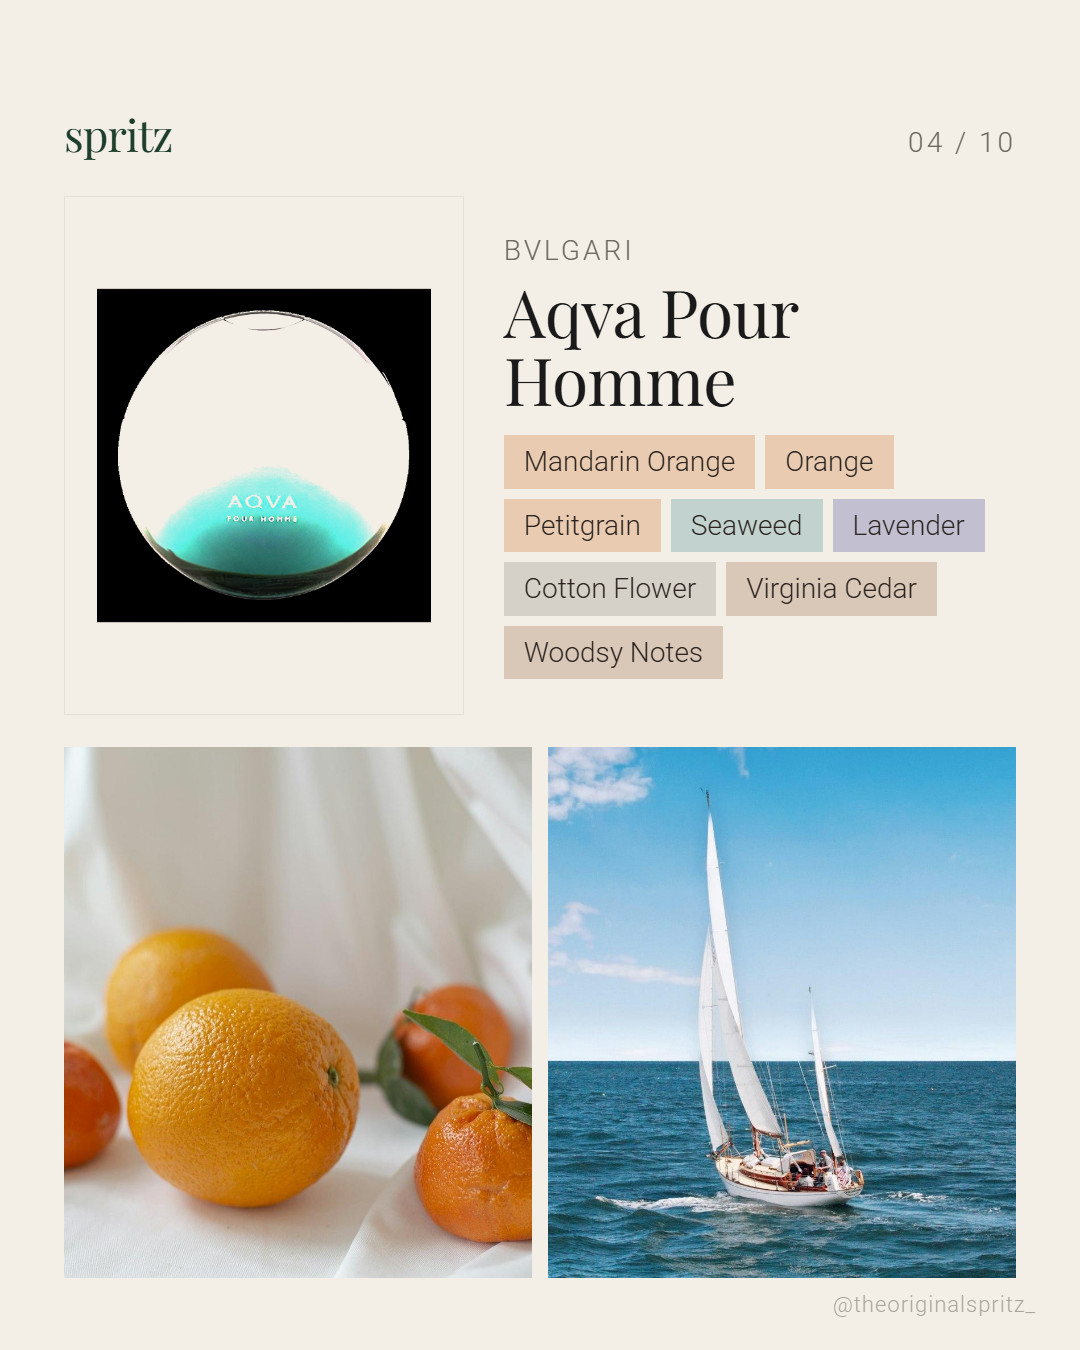 spritz
04 / 10
BVLGARI
Aqva Pour
Homme
Mandarin Orange
Orange
Petitgrain
Seaweed
Lavender
Cotton Flower
Virginia Cedar
Woodsy Notes
AQVA
POUR HOMME
@theoriginalspritz_